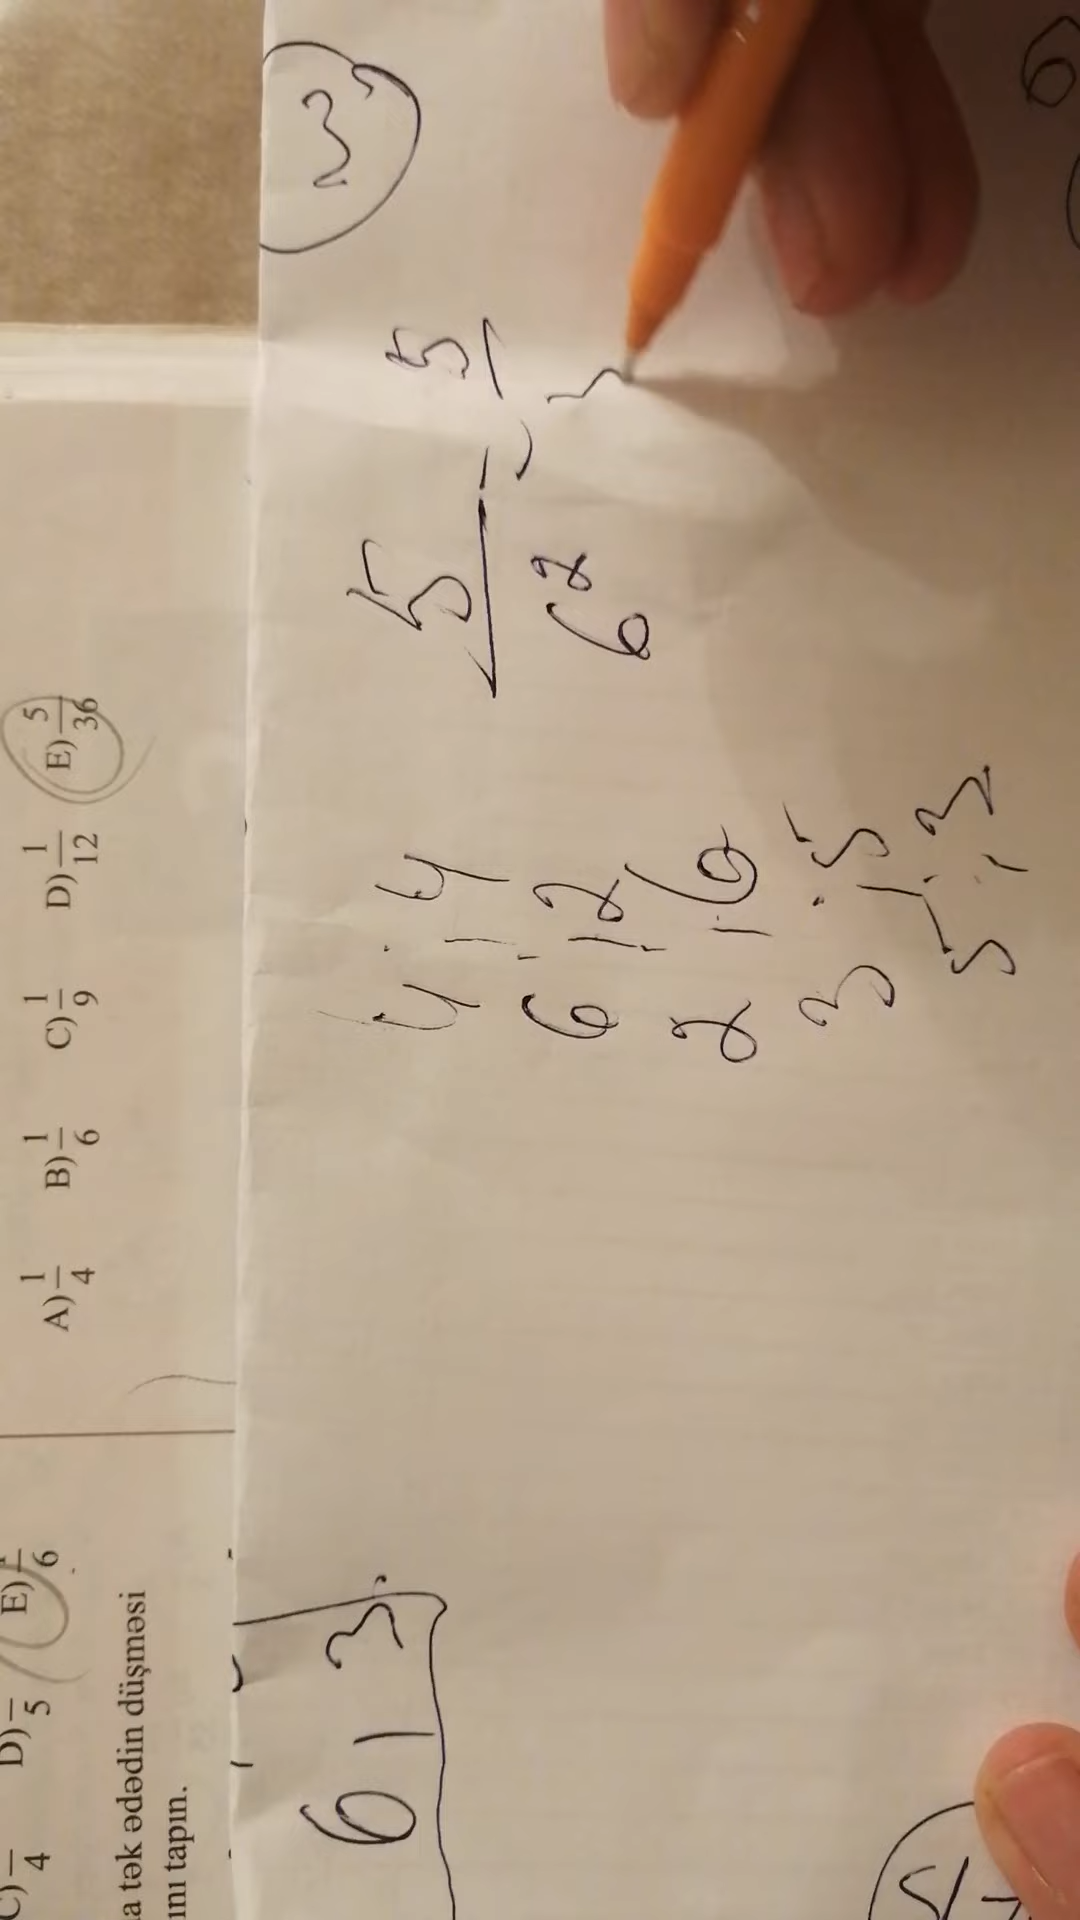 A) 1/4 B) 1/6 C) 1/9 D) 1/12 E) 5/36
4 D) 5 E) 6
a tək ədədin düşməsi
ını tapın.
4; 4
6; 2
2; 6
3; 5
5; 3
5/6² = 5/3
6 | 3